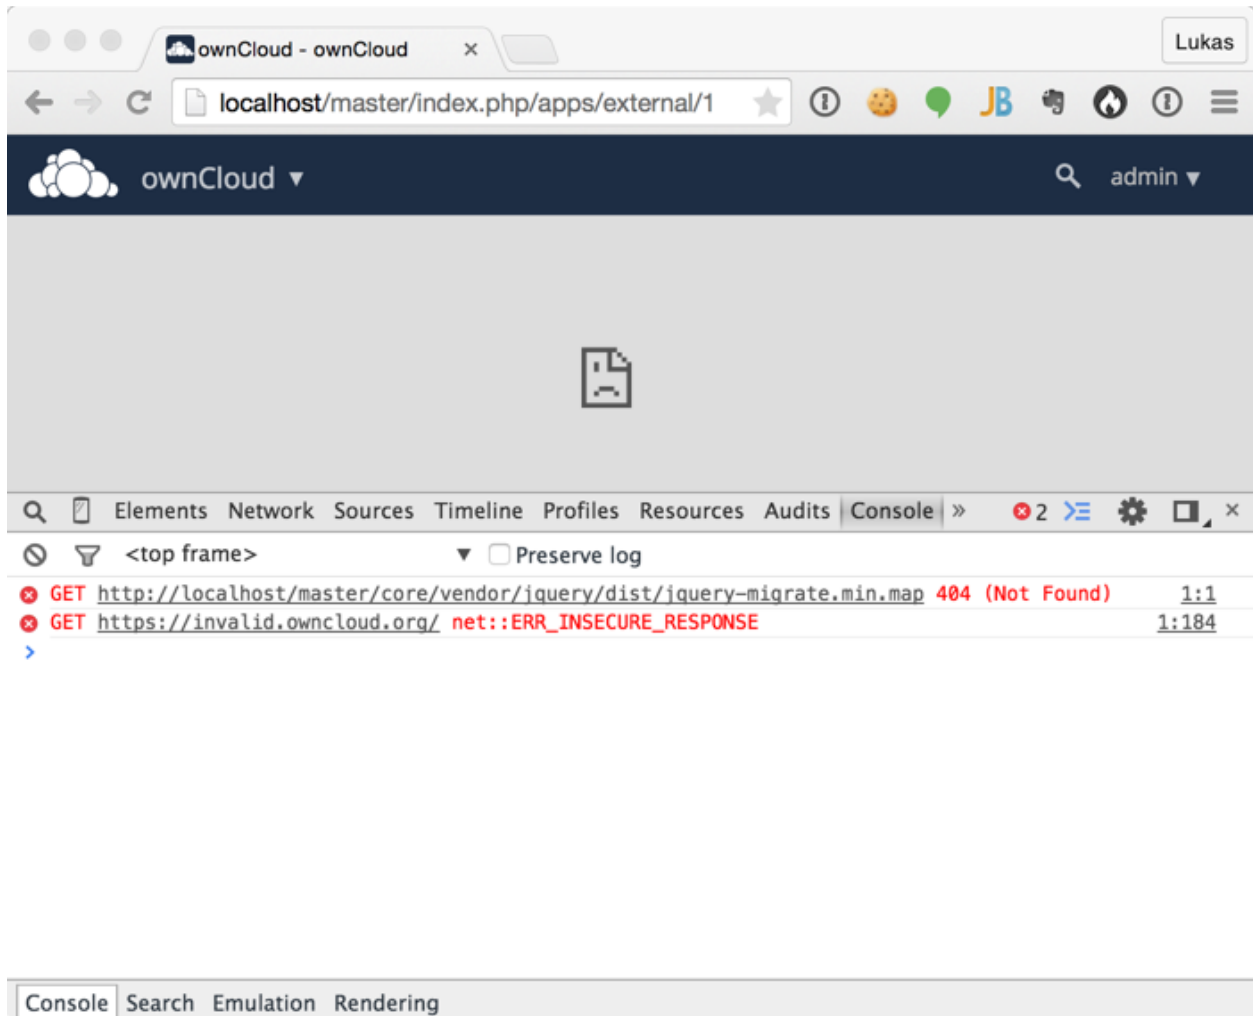 ownCloud - ownCloud ×
Lukas
localhost/master/index.php/apps/external/1
JB
ownCloud ▼
admin ▼
Elements Network Sources Timeline Profiles Resources Audits Console » 2 ×
<top frame> ▼ Preserve log
GET http://localhost/master/core/vendor/jquery/dist/jquery-migrate.min.map 404 (Not Found) 1:1
GET https://invalid.owncloud.org/ net::ERR_INSECURE_RESPONSE 1:184
>
Console Search Emulation Rendering